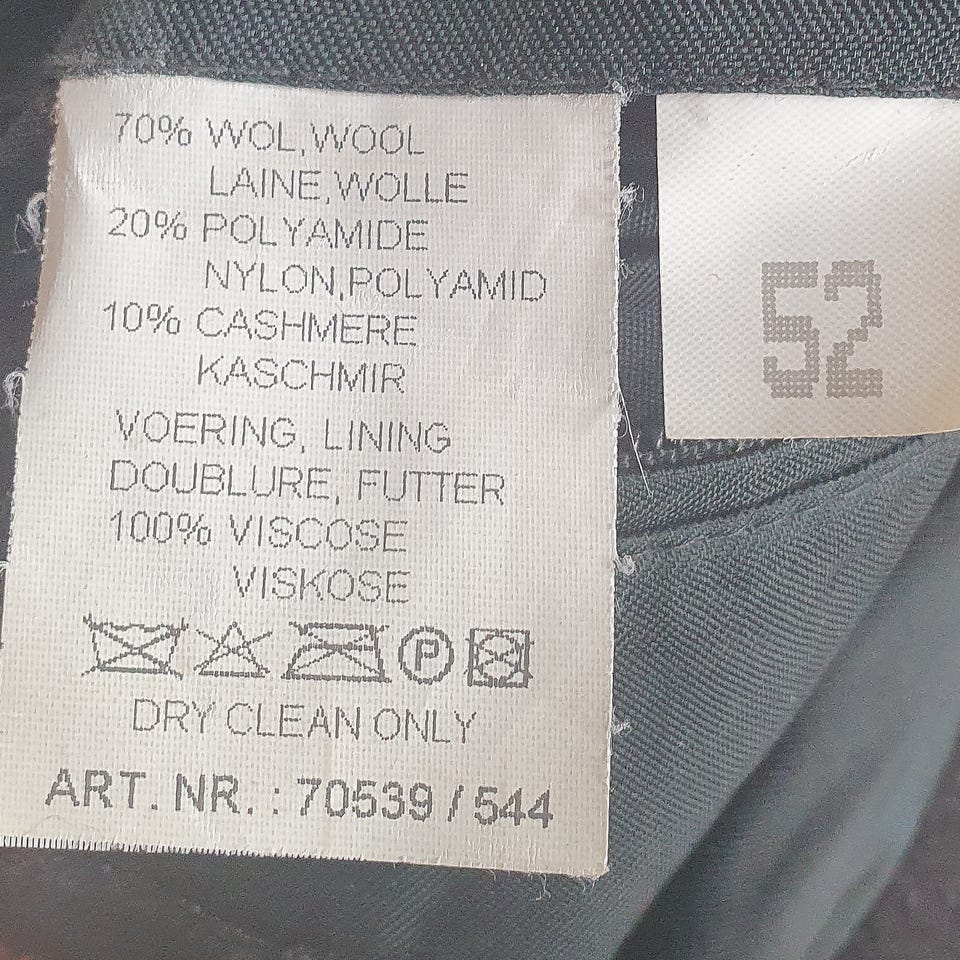 70% WOL,WOOL
LAINE,WOLLE
20% POLYAMIDE
NYLON,POLYAMID
10% CASHMERE
KASCHMIR
VOERING, LINING
DOUBLURE, FUTTER
100% VISCOSE
VISKOSE
P
DRY CLEAN ONLY
ART. NR. : 70539 / 544
52